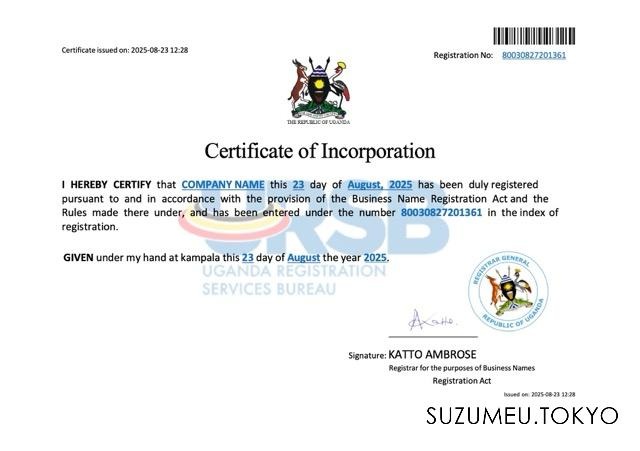 Certificate issued on: 2025-08-23 12:28
Registration No: 80030827201361
THE REPUBLIC OF UGANDA
Certificate of Incorporation
I HEREBY CERTIFY that COMPANY NAME this 23 day of August, 2025 has been duly registered
pursuant to and in accordance with the provision of the Business Name Registration Act and the
Rules made there under, and has been entered under the number 80030827201361 in the index of
registration.
URSB
GIVEN under my hand at kampala this 23 day of August the year 2025.
UGANDA REGISTRATION
SERVICES BUREAU
REGISTRAR GENERAL
REPUBLIC OF UGANDA
Signature: KATTO AMBROSE
Registrar for the purposes of Business Names
Registration Act
Issued on: 2025-08-23 12:28
SUZUMEU.TOKYO